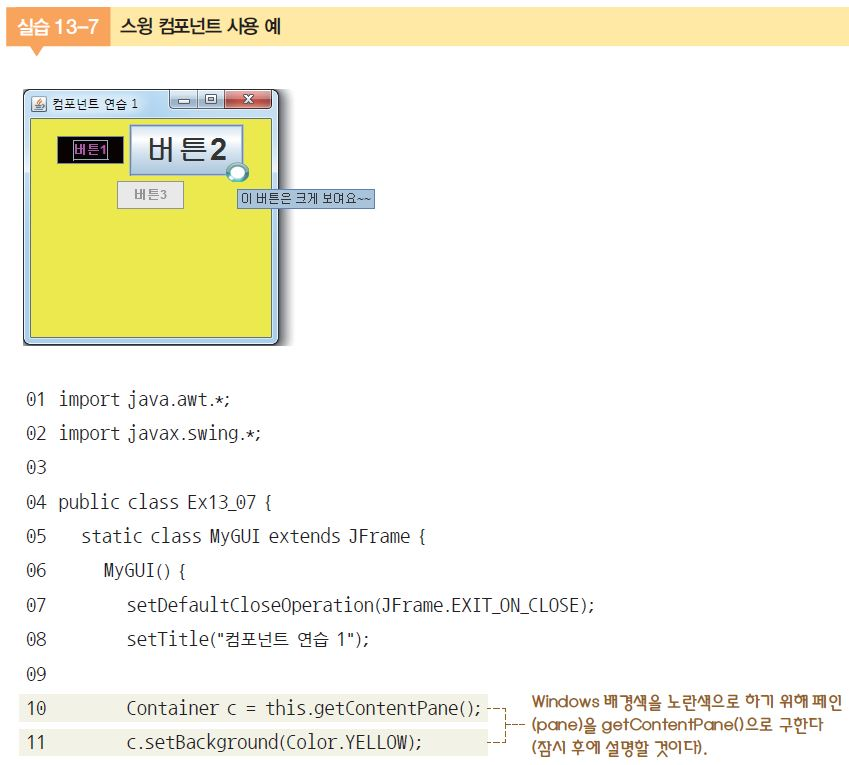 실습 13-7 스윙 컴포넌트 사용 예
컴포넌트 연습 1
버튼1 버튼2
버튼3
이 버튼은 크게 보여요~~
01 import java.awt.*;
02 import javax.swing.*;
03
04 public class Ex13_07 {
05 static class MyGUI extends JFrame {
06 MyGUI() {
07 setDefaultCloseOperation(JFrame.EXIT_ON_CLOSE);
08 setTitle("컴포넌트 연습 1");
09
10 Container c = this.getContentPane();
11 c.setBackground(Color.YELLOW);
Windows 배경색을 노란색으로 하기 위해 페인
(pane)을 getContentPane()으로 구한다
(잠시 후에 설명할 것이다).